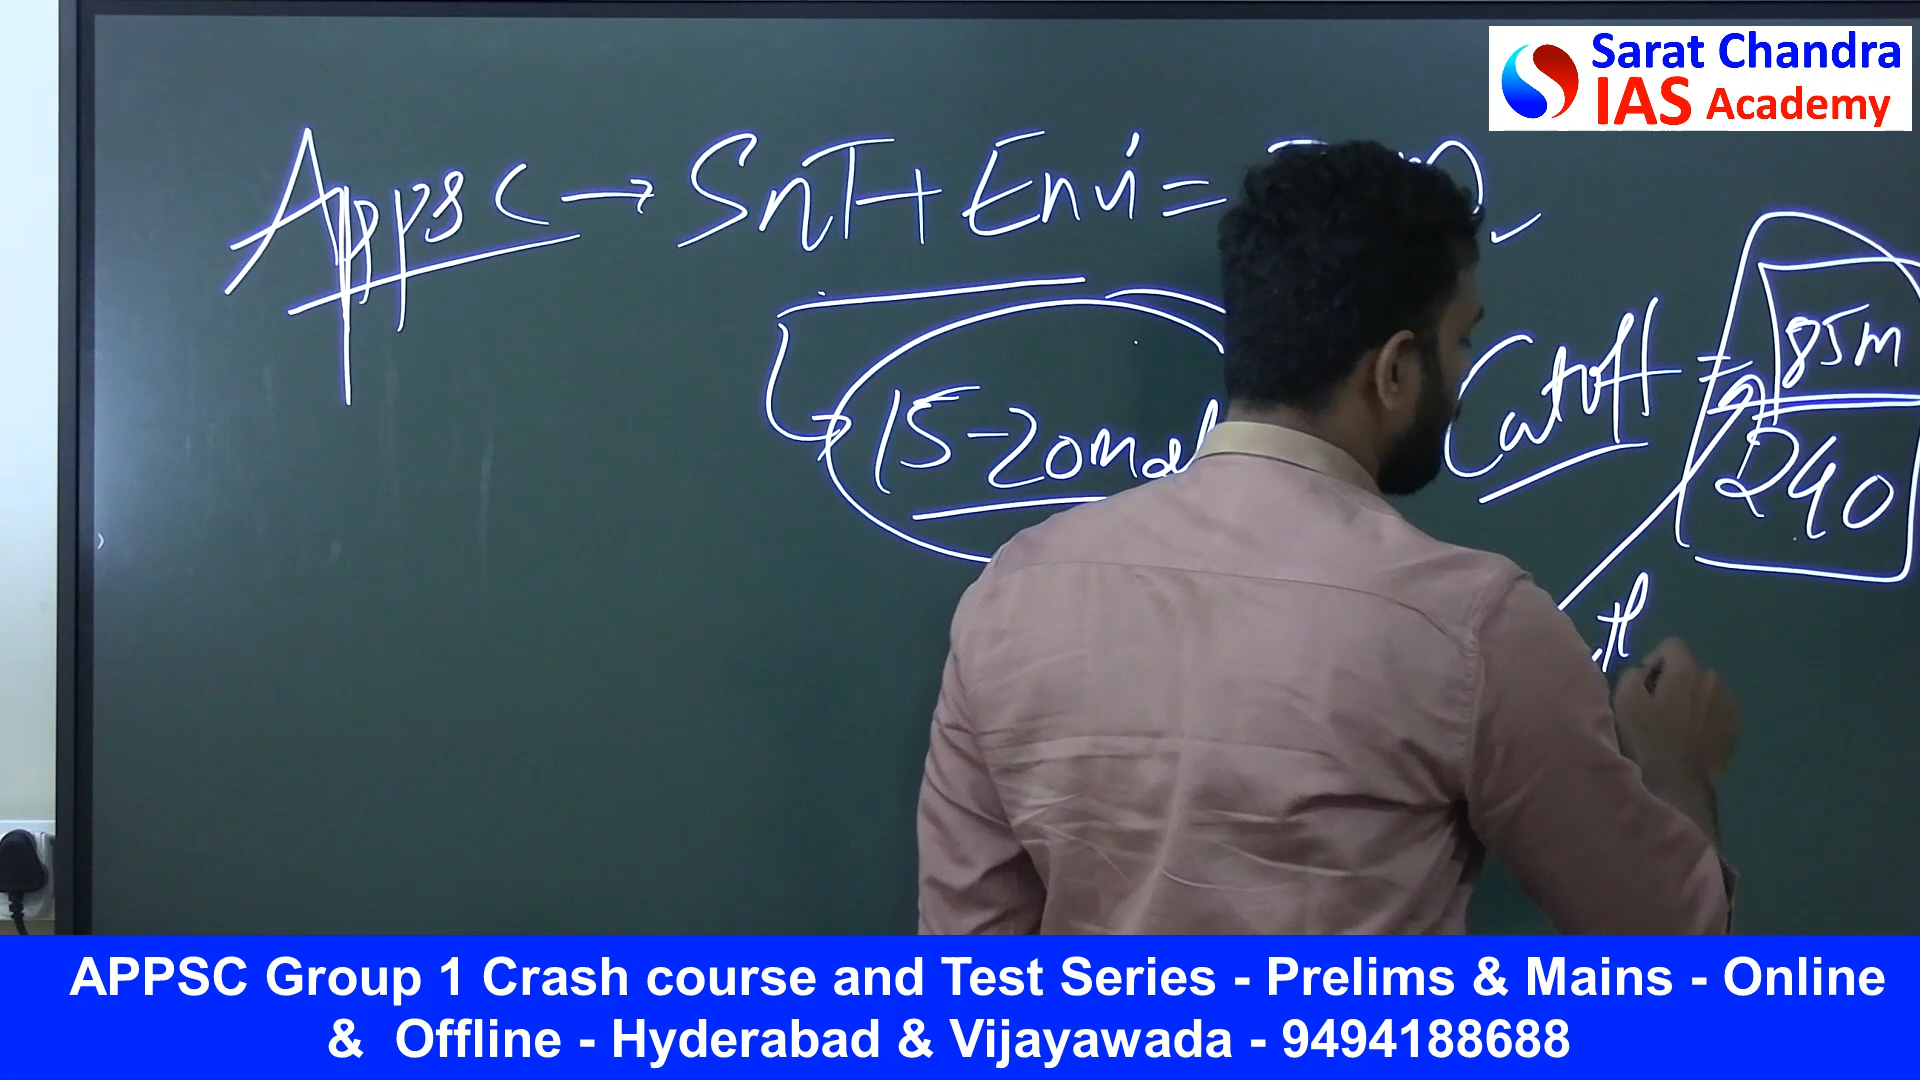 Sarat Chandra
IAS Academy
Appsc → SnT + Envi =
15-20
Cutoff = 85m
240
APPSC Group 1 Crash course and Test Series - Prelims & Mains - Online
& Offline - Hyderabad & Vijayawada - 9494188688